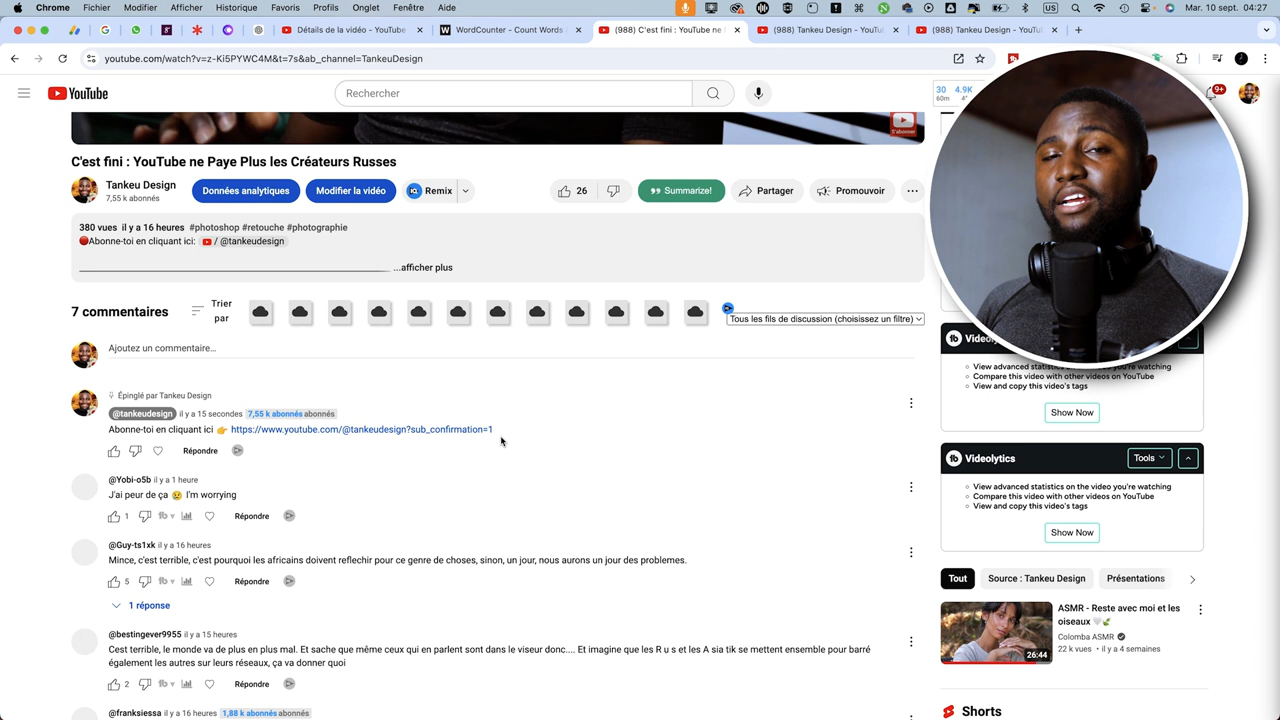 Chrome Fichier Modifier Présentation Historique Favoris Profils Onglet Fenêtre Aide US Mar. 10 sept. 04:27
Détails de la vidéo - YouTube WordCounter - Count Words (988) C'est fini : YouTube ne (988) Tankeu Design - YouTu (988) Tankeu Design - YouT
youtube.com/watch?v=z-Ki5PYWC4M&t=7s&ab_channel=TankeuDesign
YouTube Rechercher 30 4.9K 9+
60m
S'abonner
C'est fini : YouTube ne Paye Plus les Créateurs Russes
Tankeu Design
7,55 k abonnés
Données analytiques Modifier la vidéo Remix 26 Summarize! Partager Promouvoir
380 vues il y a 16 heures #photoshop #retouche #photographie
Abonne-toi en cliquant ici: / @tankeudesign
...afficher plus
7 commentaires Trier par
Tous les fils de discussion (choisissez un filtre)
Ajoutez un commentaire...
Épinglé par Tankeu Design
@tankeudesign il y a 15 secondes 7,55 k abonnés abonnés
Abonne-toi en cliquant ici 👉 https://www.youtube.com/@tankeudesign?sub_confirmation=1
Répondre
@Yobi-o5b il y a 1 heure
J'ai peur de ça 😢 I'm worrying
1 Répondre
@Guy-ts1xk il y a 16 heures
Mince, c'est terrible, c'est pourquoi les africains doivent reflechir pour ce genre de choses, sinon, un jour, nous aurons un jour des problemes.
5 Répondre
1 réponse
@bestingever9955 il y a 15 heures
Cest terrible, le monde va de plus en plus mal. Et sache que même ceux qui en parlent sont dans le viseur donc.... Et imagine que les R u s et les A sia tik se mettent ensemble pour barré
également les autres sur leurs réseaux, ça va donner quoi
2 Répondre
@franksiessa il y a 16 heures 1,88 k abonnés abonnés
View advanced statistics on the video you're watching
Compare this video with other videos on YouTube
View and copy this video's tags
Show Now
Videolytics Tools
View advanced statistics on the video you're watching
Compare this video with other videos on YouTube
View and copy this video's tags
Show Now
Tout Source : Tankeu Design Présentations
ASMR - Reste avec moi et les
oiseaux
Colomba ASMR
22 k vues • il y a 4 semaines
26:44
Shorts